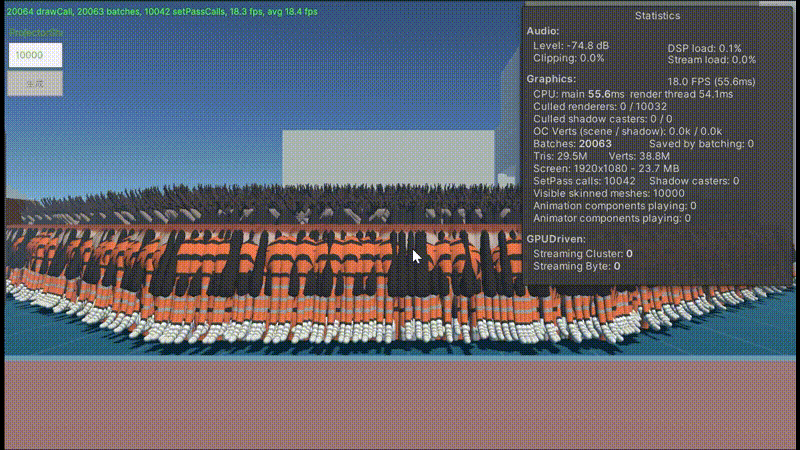 20064 drawCall, 20063 batches, 10042 setPassCalls, 18.3 fps, avg 18.4 fps
10000
生成
Statistics
Audio:
Level: -74.8 dB
DSP load: 0.1%
Clipping: 0.0%
Stream load: 0.0%
Graphics:
18.0 FPS (55.6ms)
CPU: main 55.6ms render thread 54.1ms
Culled renderers: 0 / 10032
Culled shadow casters: 0 / 0
OC Verts (scene / shadow): 0.0k / 0.0k
Batches: 20063 Saved by batching: 0
Tris: 29.5M Verts: 38.8M
Screen: 1920x1080 - 23.7 MB
SetPass calls: 10042 Shadow casters: 0
Visible skinned meshes: 10000
Animation components playing: 0
Animator components playing: 0
GPUDriven:
Streaming Cluster: 0
Streaming Byte: 0